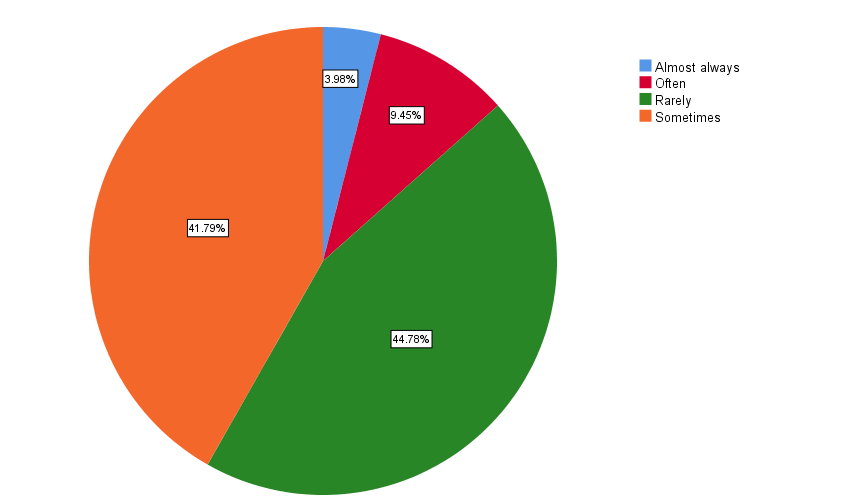 3.98%
9.45%
41.79%
44.78%
Almost always
Often
Rarely
Sometimes